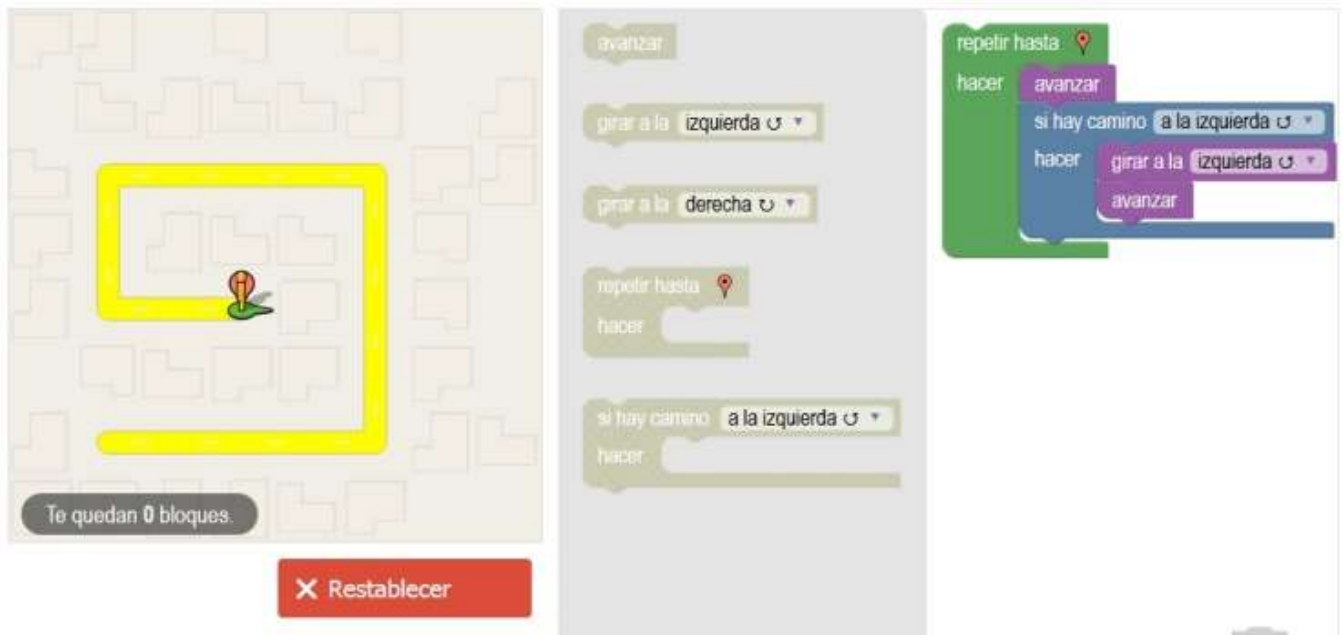 avanzar
girar a la izquierda ↺ ▼
girar a la derecha ↻ ▼
repetir hasta
hacer
si hay camino a la izquierda ↺ ▼
hacer
repetir hasta
hacer avanzar
si hay camino a la izquierda ↺ ▼
hacer girar a la izquierda ↺ ▼
avanzar
Te quedan 0 bloques.
✕ Restablecer